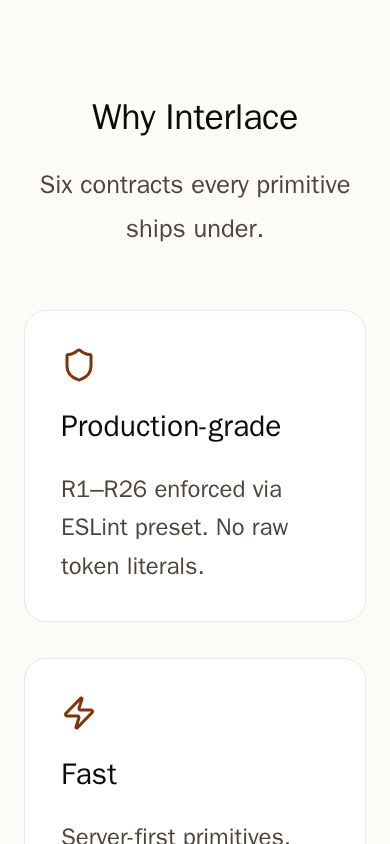 Why Interlace
Six contracts every primitive
ships under.
Production-grade
R1–R26 enforced via
ESLint preset. No raw
token literals.
Fast
Server-first primitives.